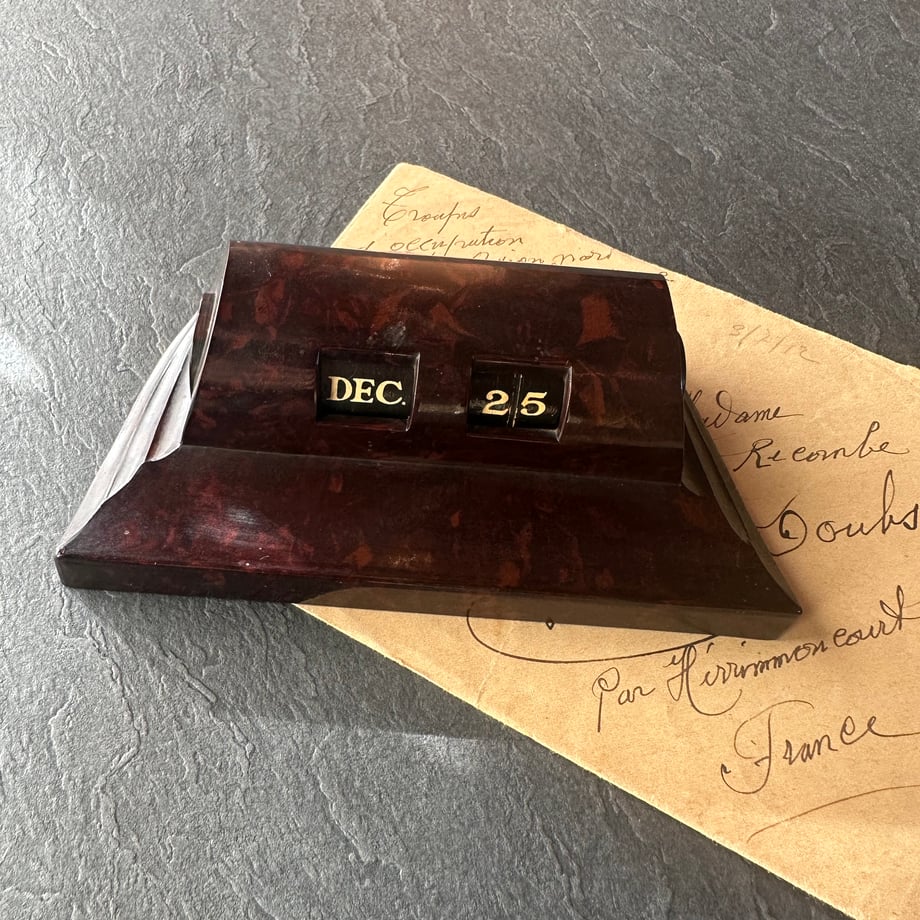 Troupes
d'occupation
3/2/12
DEC. 25
Madame
Recombe
Doubs
Par Hérimoncourt
France